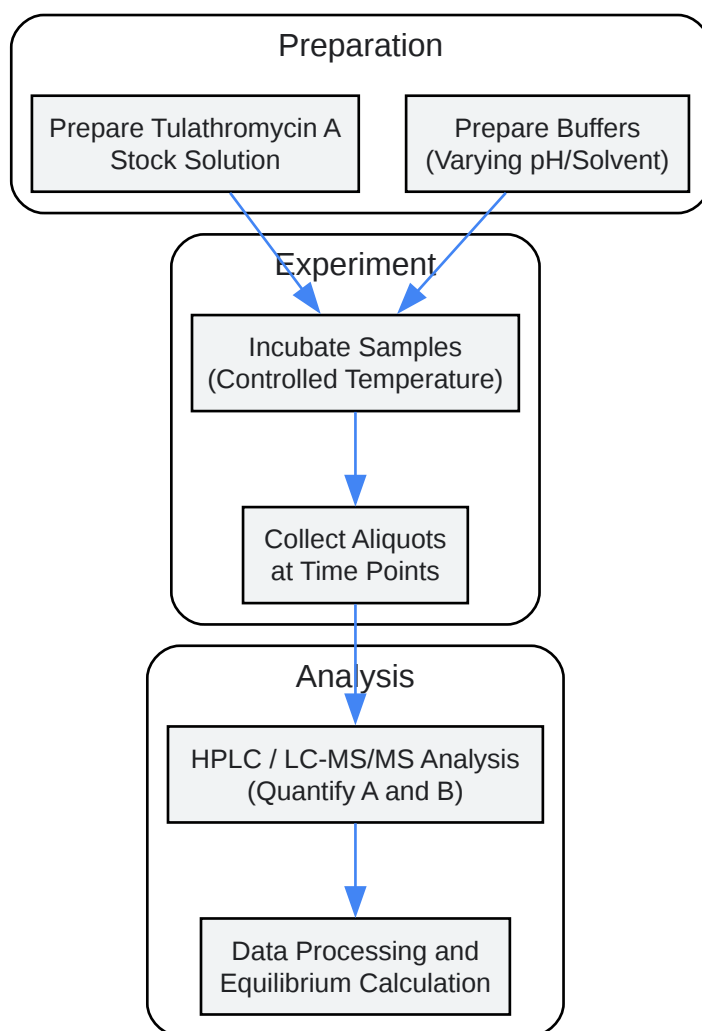 Preparation
Prepare Tulathromycin A
Stock Solution
Prepare Buffers
(Varying pH/Solvent)
Experiment
Incubate Samples
(Controlled Temperature)
Collect Aliquots
at Time Points
Analysis
HPLC / LC-MS/MS Analysis
(Quantify A and B)
Data Processing and
Equilibrium Calculation